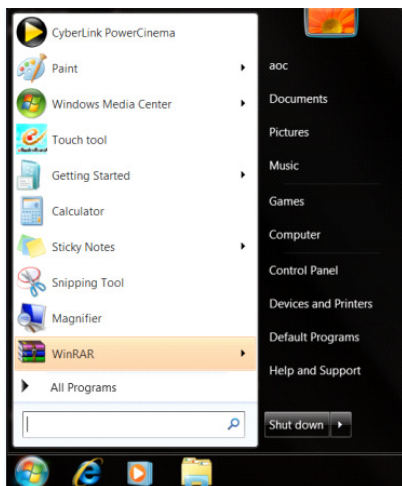 CyberLink PowerCinema
Paint
Windows Media Center
Touch tool
Getting Started
Calculator
Sticky Notes
Snipping Tool
Magnifier
WinRAR
All Programs
aoc
Documents
Pictures
Music
Games
Computer
Control Panel
Devices and Printers
Default Programs
Help and Support
Shut down